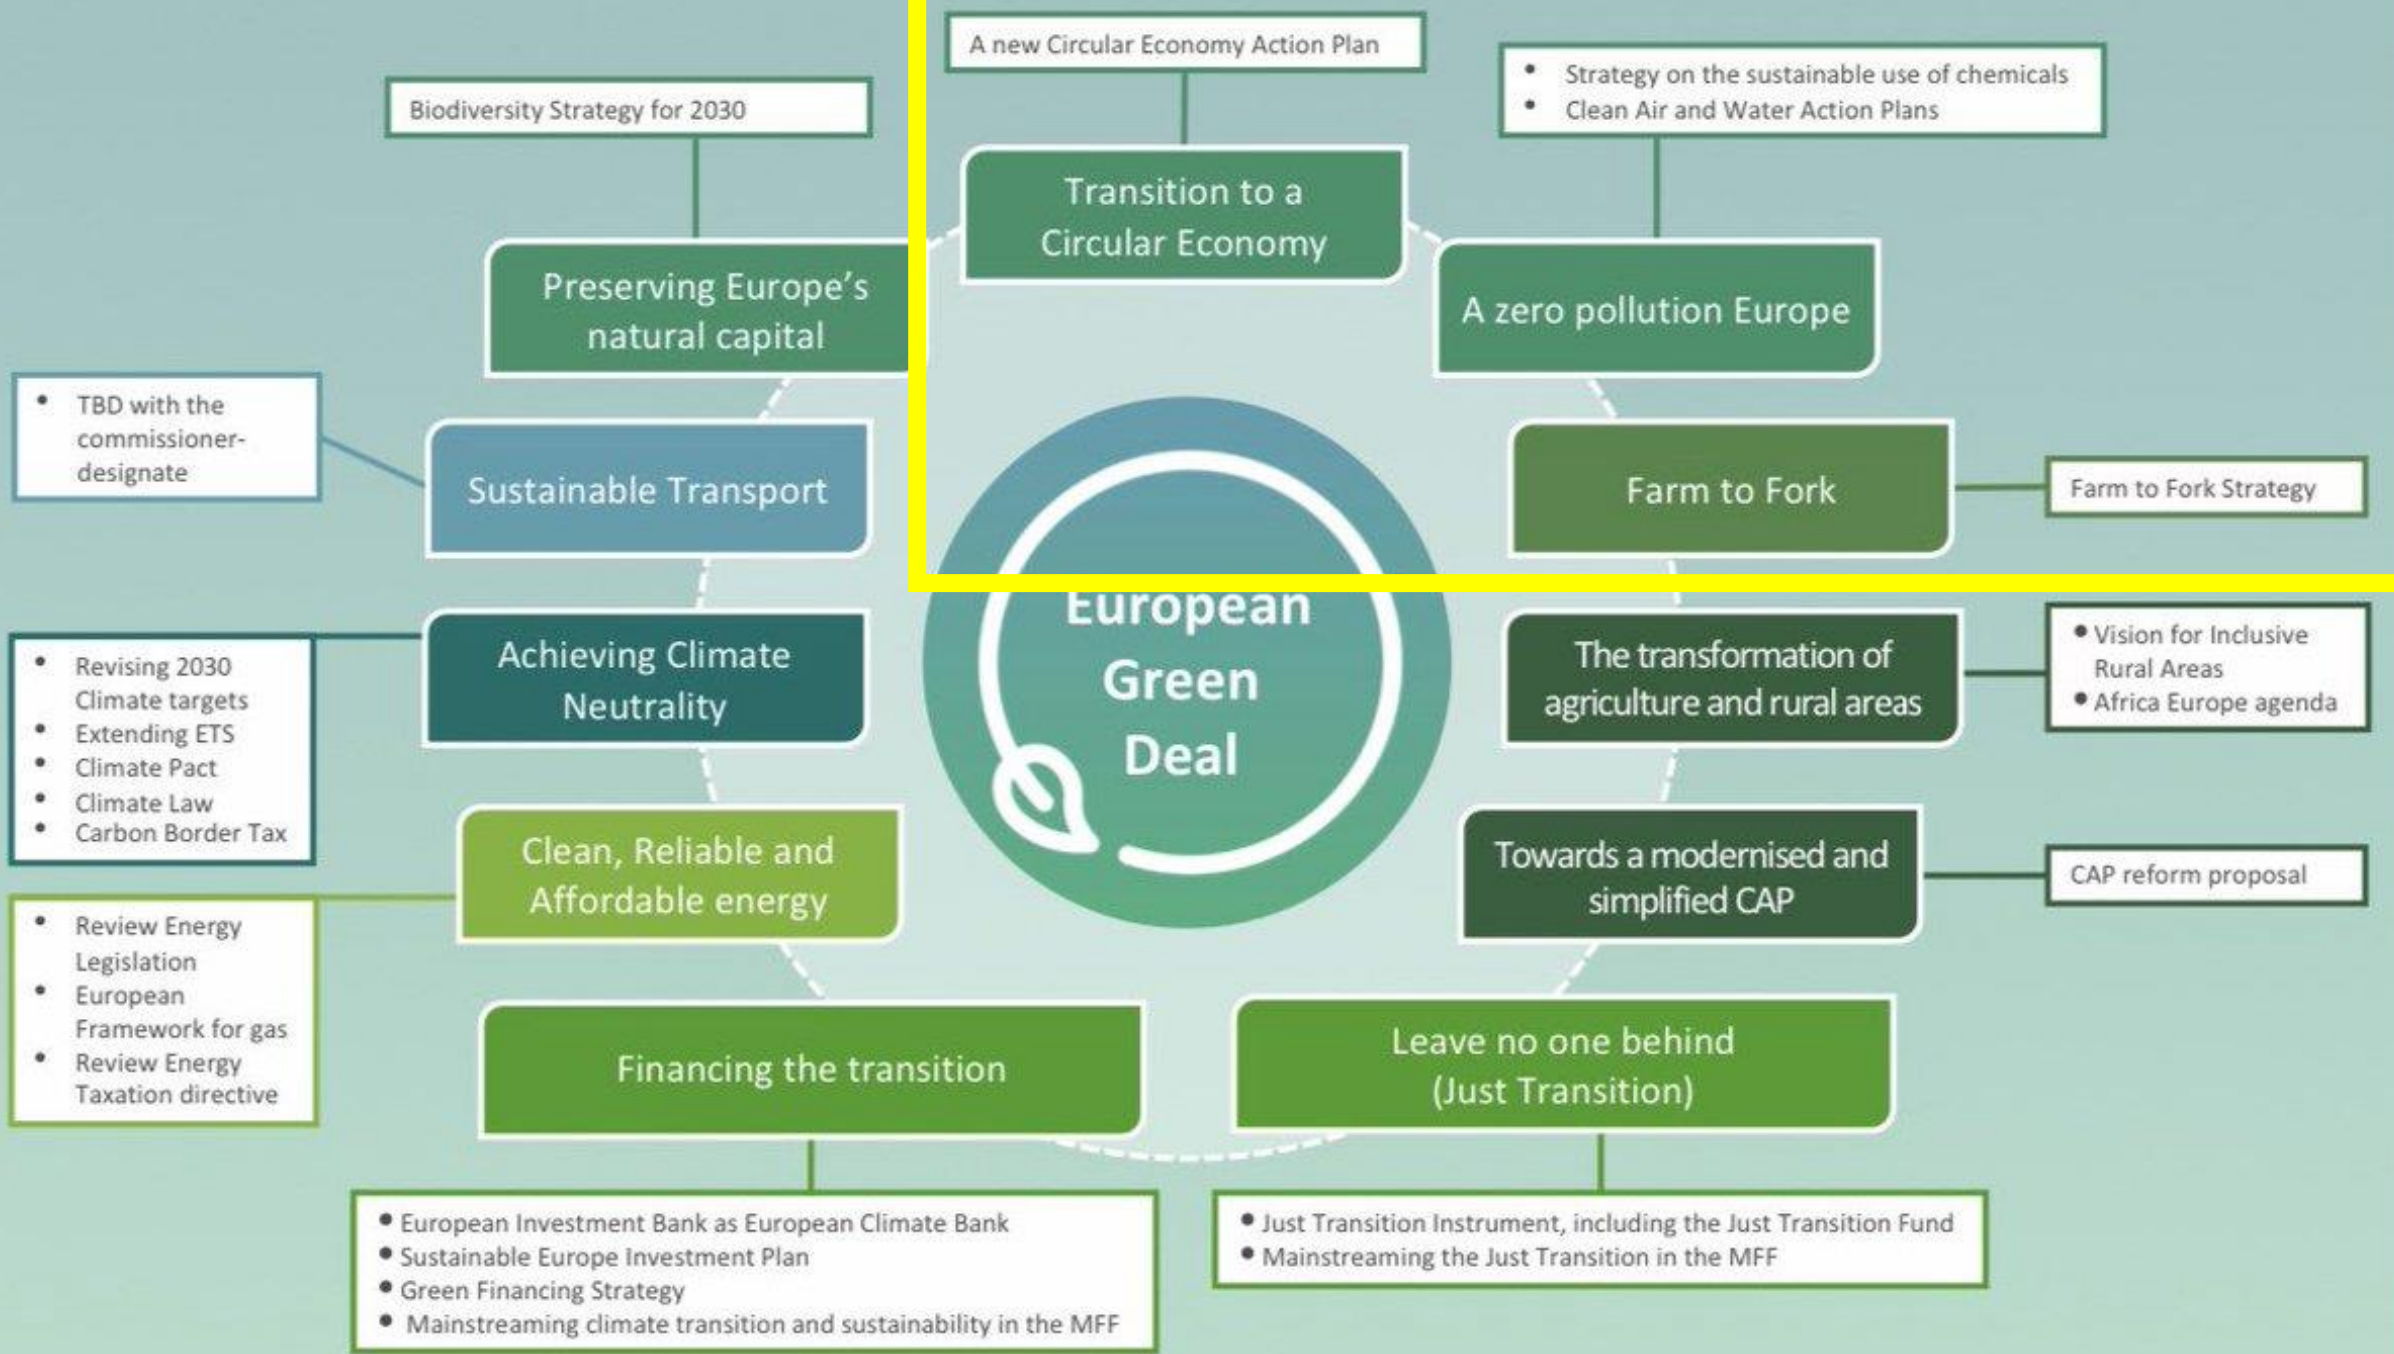 A new Circular Economy Action Plan
• Strategy on the sustainable use of chemicals
• Clean Air and Water Action Plans
Biodiversity Strategy for 2030
Transition to a
Circular Economy
Preserving Europe's
natural capital
A zero pollution Europe
• TBD with the
commissioner-
designate
Sustainable Transport
Farm to Fork
Farm to Fork Strategy
• Revising 2030
Climate targets
• Extending ETS
• Climate Pact
• Climate Law
• Carbon Border Tax
Achieving Climate
Neutrality
European
Green
Deal
The transformation of
agriculture and rural areas
• Vision for Inclusive
Rural Areas
• Africa Europe agenda
• Review Energy
Legislation
• European
Framework for gas
• Review Energy
Taxation directive
Clean, Reliable and
Affordable energy
Towards a modernised and
simplified CAP
CAP reform proposal
Financing the transition
Leave no one behind
(Just Transition)
• European Investment Bank as European Climate Bank
• Sustainable Europe Investment Plan
• Green Financing Strategy
• Mainstreaming climate transition and sustainability in the MFF
• Just Transition Instrument, including the Just Transition Fund
• Mainstreaming the Just Transition in the MFF